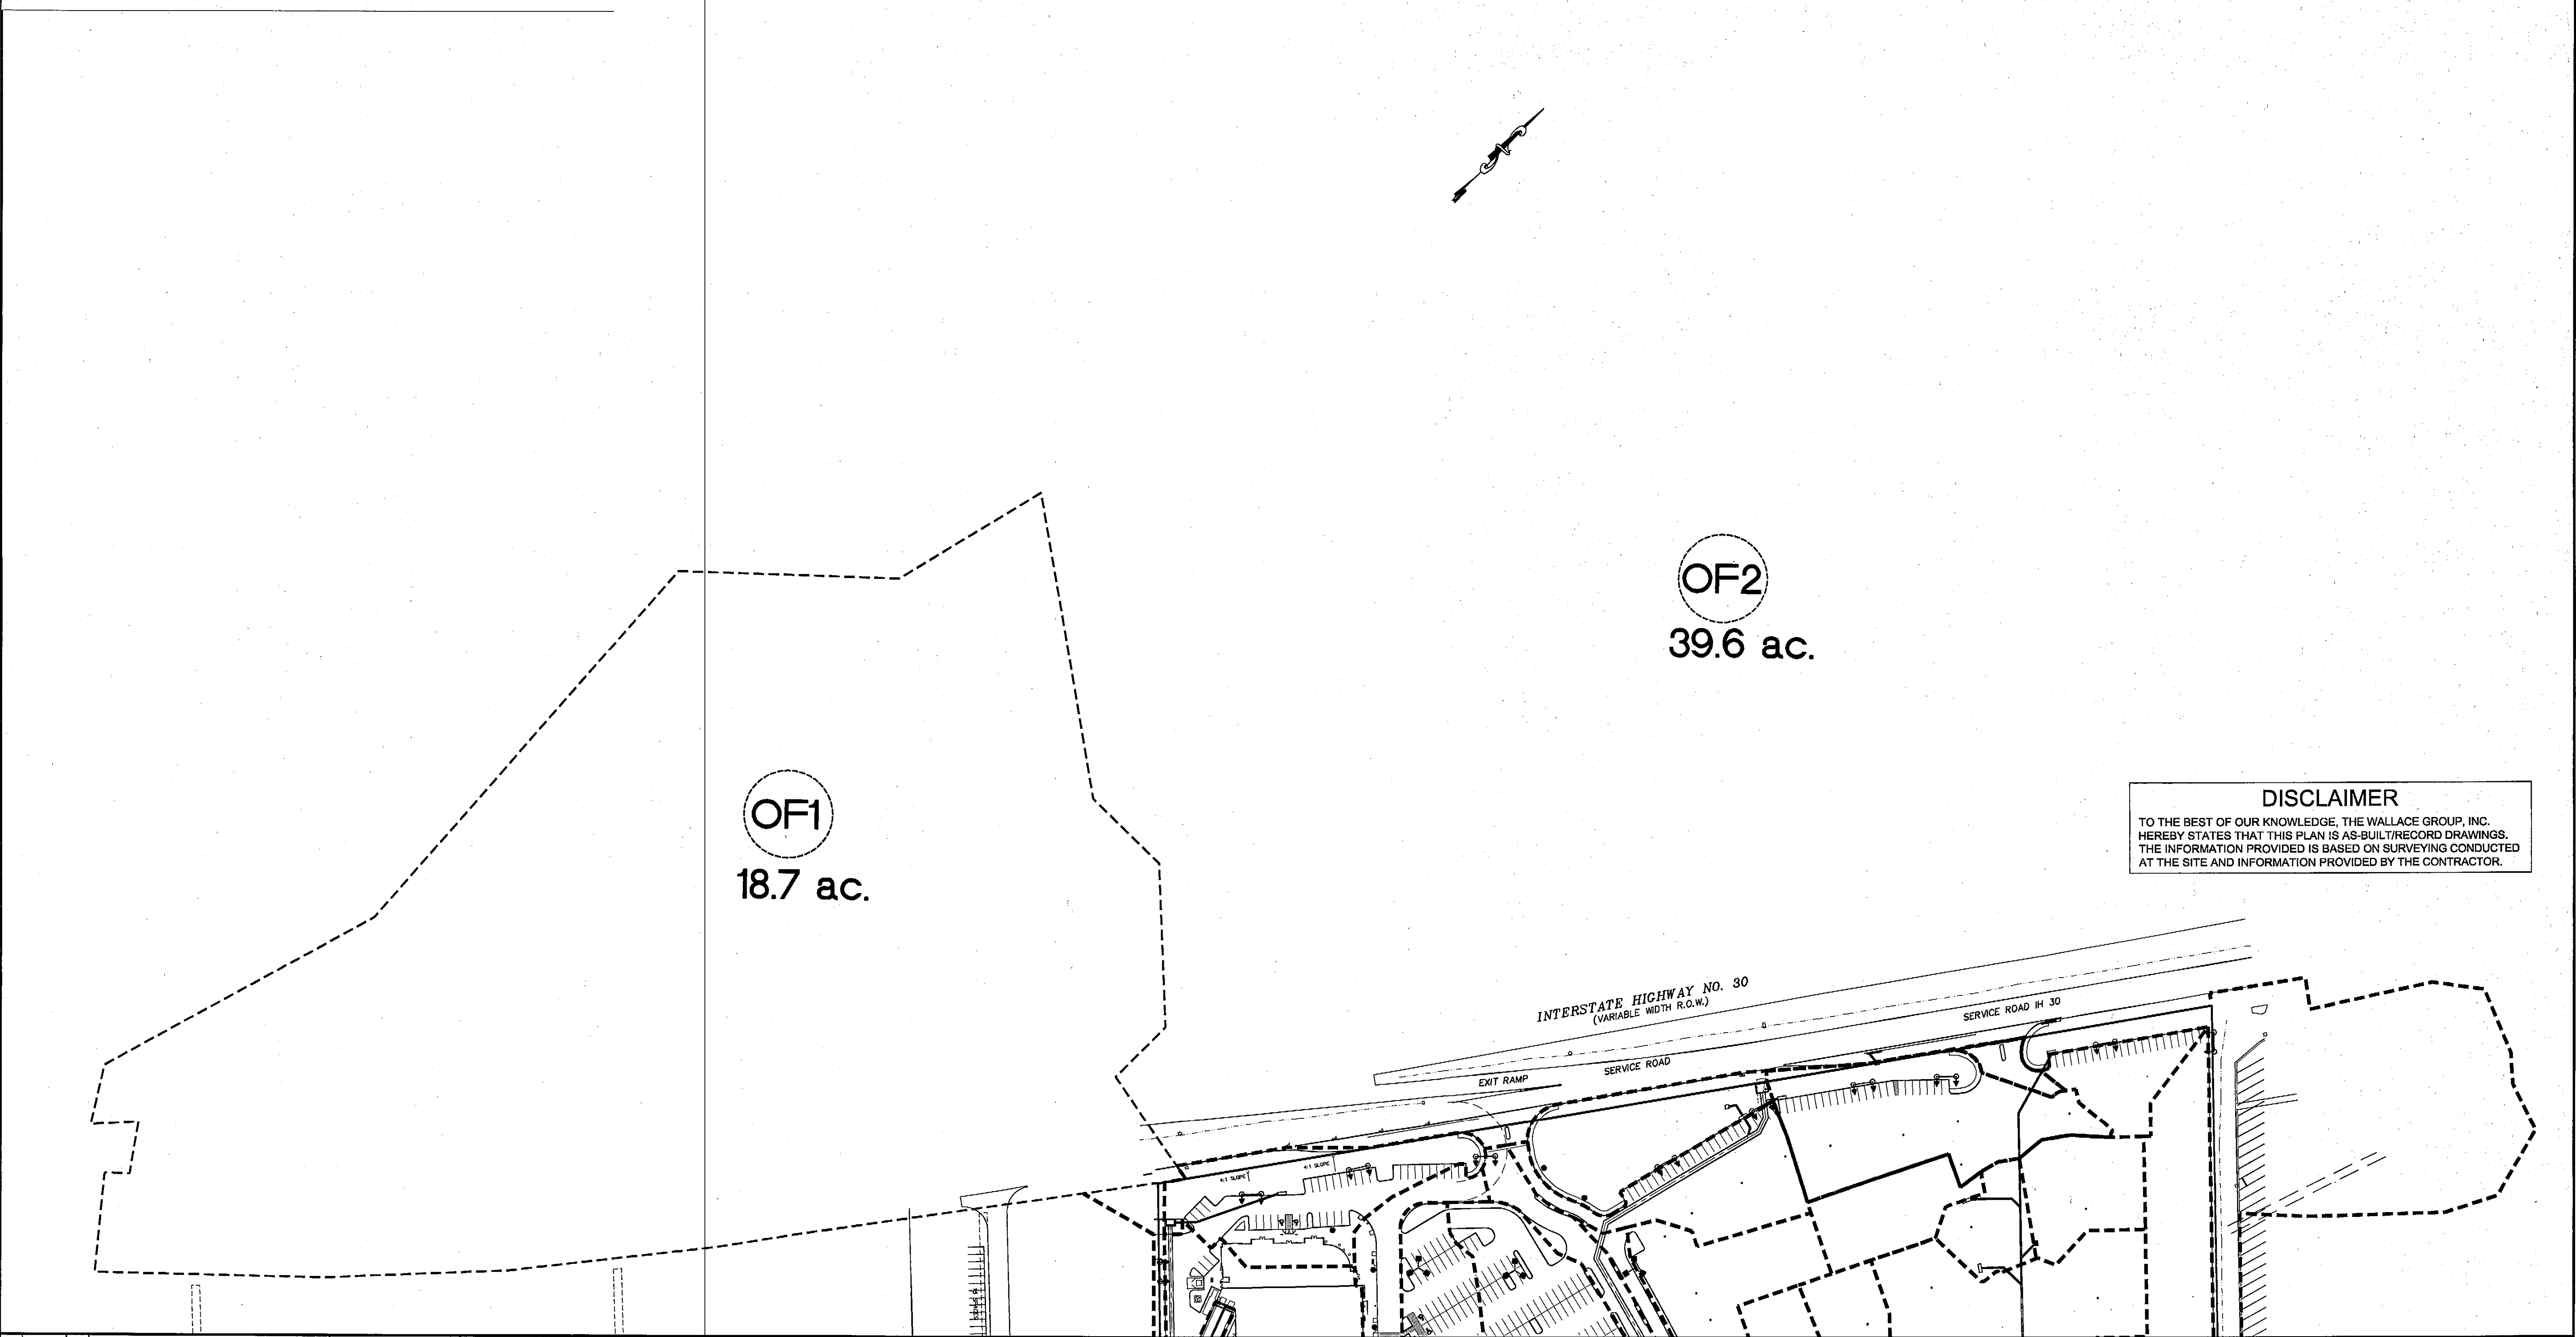 OF2
39.6 ac.
OF1
18.7 ac.
DISCLAIMER
TO THE BEST OF OUR KNOWLEDGE, THE WALLACE GROUP, INC.
HEREBY STATES THAT THIS PLAN IS AS-BUILT/RECORD DRAWINGS.
THE INFORMATION PROVIDED IS BASED ON SURVEYING CONDUCTED
AT THE SITE AND INFORMATION PROVIDED BY THE CONTRACTOR.
INTERSTATE HIGHWAY NO. 30
(VARIABLE WIDTH R.O.W.)
SERVICE ROAD IH 30
SERVICE ROAD
EXIT RAMP
4:1 SLOPE
4:1 SLOPE